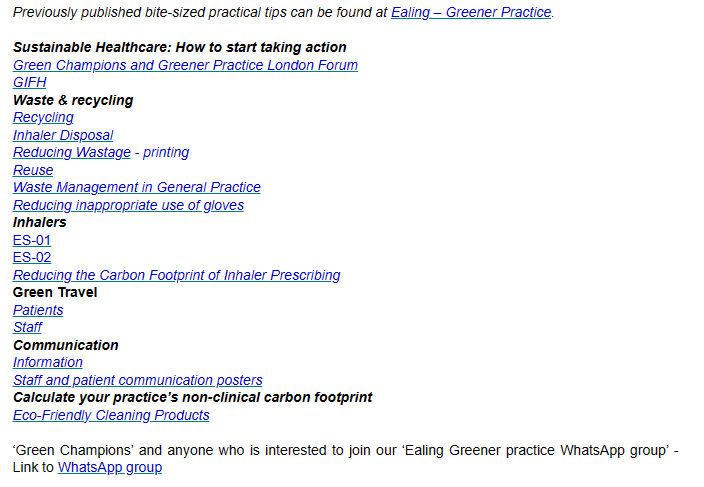 Previously published bite-sized practical tips can be found at Ealing – Greener Practice.
Sustainable Healthcare: How to start taking action
Green Champions and Greener Practice London Forum
GIFH
Waste & recycling
Recycling
Inhaler Disposal
Reducing Wastage - printing
Reuse
Waste Management in General Practice
Reducing inappropriate use of gloves
Inhalers
ES-01
ES-02
Reducing the Carbon Footprint of Inhaler Prescribing
Green Travel
Patients
Staff
Communication
Information
Staff and patient communication posters
Calculate your practice’s non-clinical carbon footprint
Eco-Friendly Cleaning Products
‘Green Champions’ and anyone who is interested to join our ‘Ealing Greener practice WhatsApp group’ -
Link to WhatsApp group